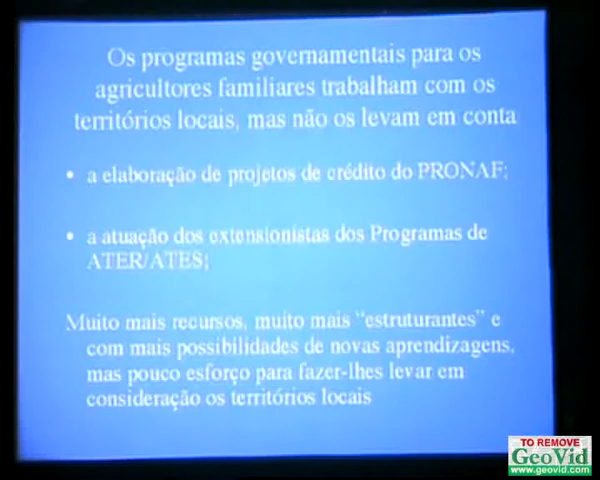 Os programas governamentais para os
agricultores familiares trabalham com os
territórios locais, mas não os levam em conta
• a elaboração de projetos de crédito do PRONAF;
• a atuação dos extensionistas dos Programas de
ATER/ATES;
Muito mais recursos, muito mais “estruturantes” e
com mais possibilidades de novas aprendizagens,
mas pouco esforço para fazer-lhes levar em
consideração os territórios locais
TO REMOVE
GeoVid
www.geovid.com